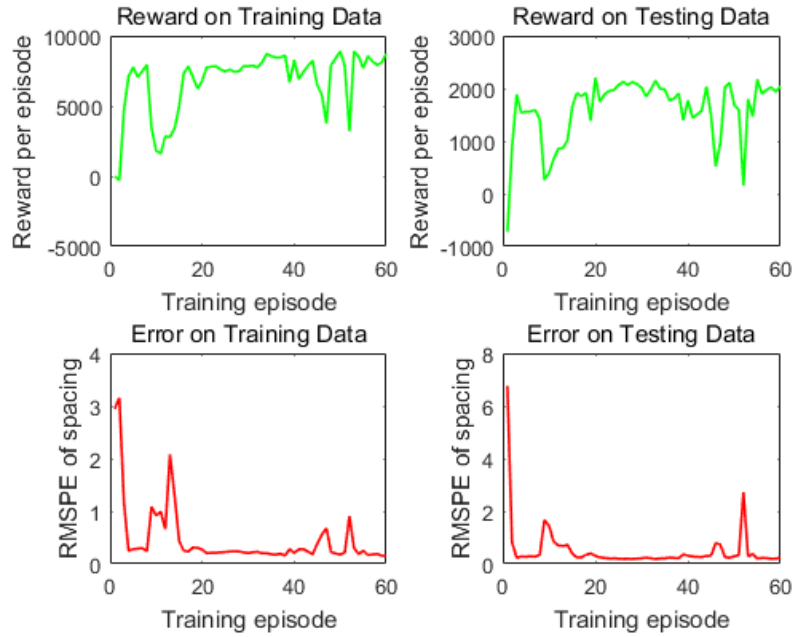 Reward on Training Data
Reward per episode
10000
5000
0
-5000
0
20
40
60
Training episode
Reward on Testing Data
Reward per episode
3000
2000
1000
0
-1000
0
20
40
60
Training episode
Error on Training Data
RMSPE of spacing
4
3
2
1
0
0
20
40
60
Training episode
Error on Testing Data
RMSPE of spacing
8
6
4
2
0
0
20
40
60
Training episode